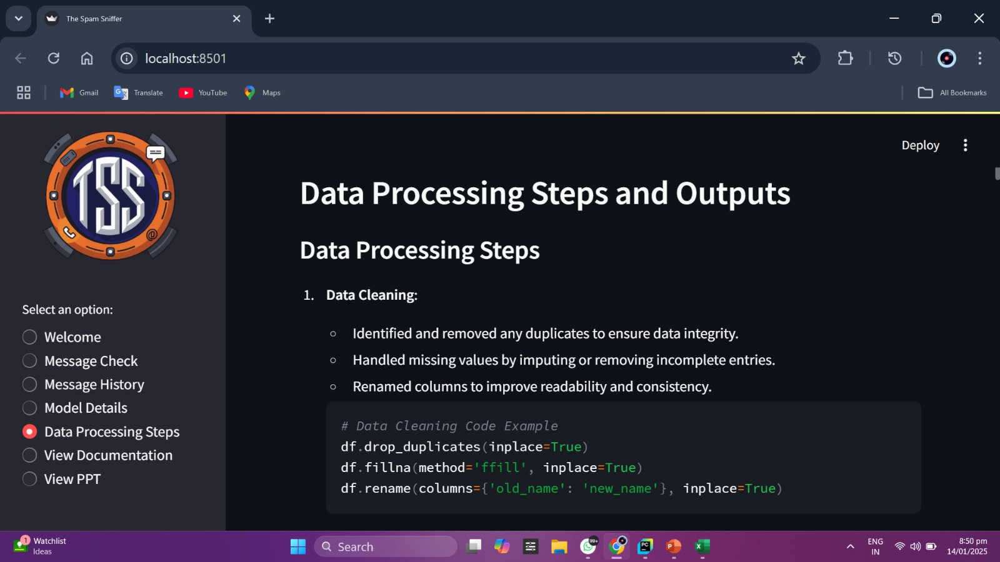 The Spam Sniffer
localhost:8501
Gmail
Translate
YouTube
Maps
All Bookmarks
TSS
@
Select an option:
Welcome
Message Check
Message History
Model Details
Data Processing Steps
View Documentation
View PPT
Deploy
Data Processing Steps and Outputs
Data Processing Steps
1. Data Cleaning:
Identified and removed any duplicates to ensure data integrity.
Handled missing values by imputing or removing incomplete entries.
Renamed columns to improve readability and consistency.
# Data Cleaning Code Example
df.drop_duplicates(inplace=True)
df.fillna(method='ffill', inplace=True)
df.rename(columns={'old_name': 'new_name'}, inplace=True)
1
Watchlist
Ideas
Search
99+
PC
P
X
ENG
IN
8:50 pm
14/01/2025